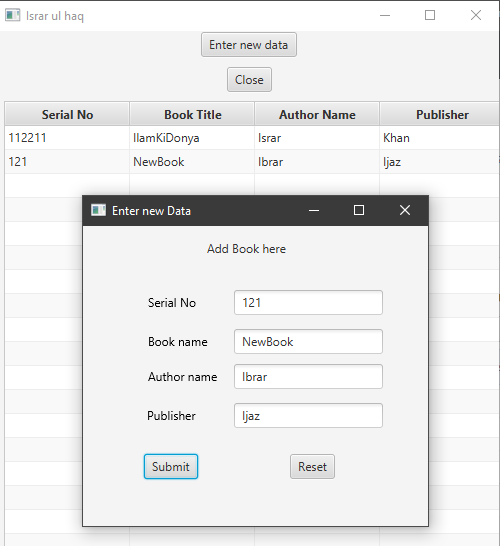 Israr ul haq
Enter new data
Close
Serial No Book Title Author Name Publisher
112211 IlamKiDonya Israr Khan
121 NewBook Ibrar Ijaz
Enter new Data
Add Book here
Serial No 121
Book name NewBook
Author name Ibrar
Publisher Ijaz
Submit Reset